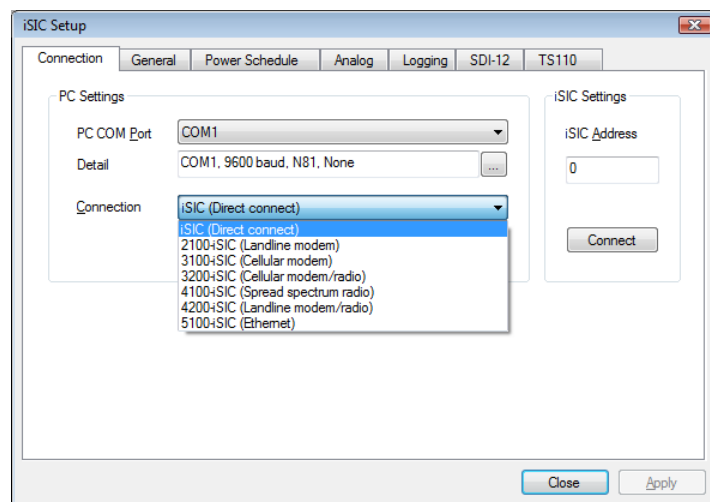 iSIC Setup
Connection General Power Schedule Analog Logging SDI-12 TS110
PC Settings
iSIC Settings
PC COM Port COM1
iSIC Address
Detail COM1, 9600 baud, N81, None ...
0
Connection iSIC (Direct connect)
iSIC (Direct connect)
2100-iSIC (Landline modem)
Connect
3100-iSIC (Cellular modem)
3200-iSIC (Cellular modem/radio)
4100-iSIC (Spread spectrum radio)
4200-iSIC (Landline modem/radio)
5100-iSIC (Ethernet)
Close Apply